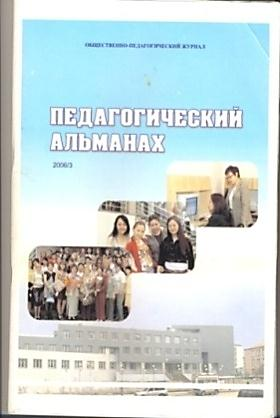 ОБЩЕСТВЕННО-ПЕДАГОГИЧЕСКИЙ ЖУРНАЛ
ПЕДАГОГИЧЕСКИЙ
АЛЬМАНАХ
2006/3